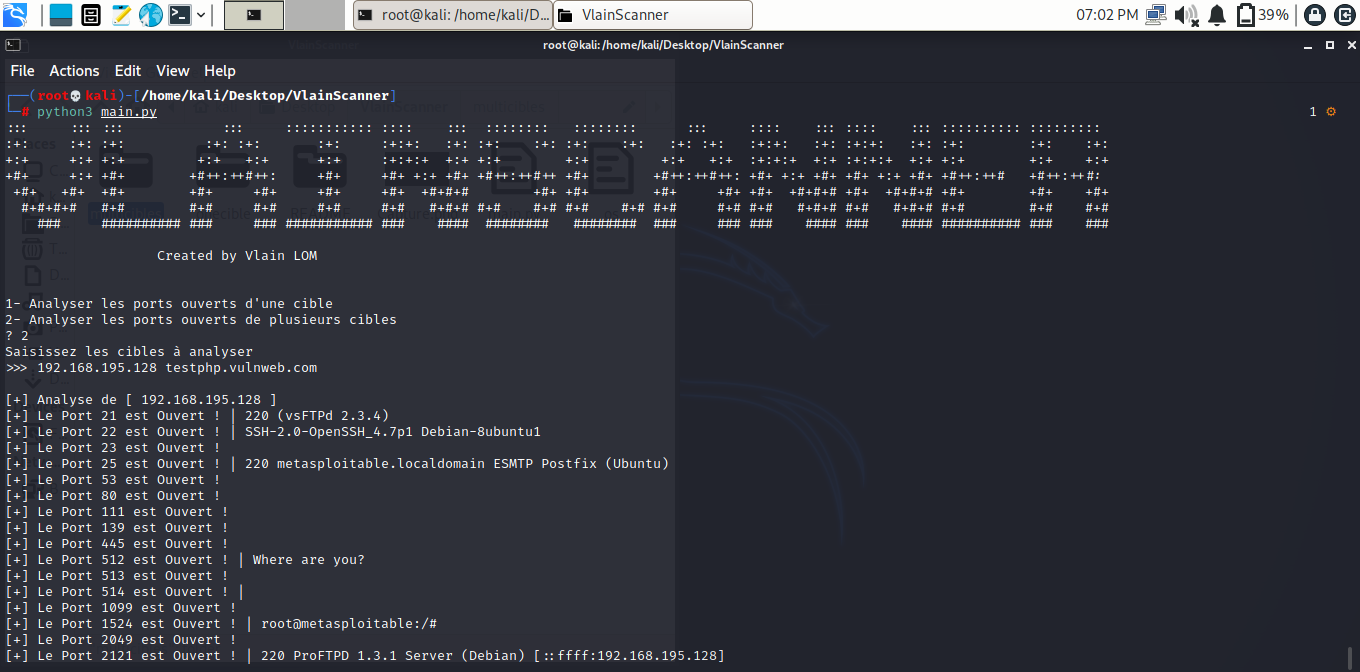 root@kali: /home/kali/D...
VlainScanner
07:02 PM
39%
root@kali: /home/kali/Desktop/VlainScanner
File Actions Edit View Help
(root💀kali)-[/home/kali/Desktop/VlainScanner]
# python3 main.py
1
Created by Vlain LOM
1- Analyser les ports ouverts d'une cible
2- Analyser les ports ouverts de plusieurs cibles
? 2
Saisissez les cibles à analyser
>>> 192.168.195.128 testphp.vulnweb.com
[+] Analyse de [ 192.168.195.128 ]
[+] Le Port 21 est Ouvert ! | 220 (vsFTPd 2.3.4)
[+] Le Port 22 est Ouvert ! | SSH-2.0-OpenSSH_4.7p1 Debian-8ubuntu1
[+] Le Port 23 est Ouvert !
[+] Le Port 25 est Ouvert ! | 220 metasploitable.localdomain ESMTP Postfix (Ubuntu)
[+] Le Port 53 est Ouvert !
[+] Le Port 80 est Ouvert !
[+] Le Port 111 est Ouvert !
[+] Le Port 139 est Ouvert !
[+] Le Port 445 est Ouvert !
[+] Le Port 512 est Ouvert ! | Where are you?
[+] Le Port 513 est Ouvert !
[+] Le Port 514 est Ouvert ! |
[+] Le Port 1099 est Ouvert !
[+] Le Port 1524 est Ouvert ! | root@metasploitable:/#
[+] Le Port 2049 est Ouvert !
[+] Le Port 2121 est Ouvert ! | 220 ProFTPD 1.3.1 Server (Debian) [::ffff:192.168.195.128]